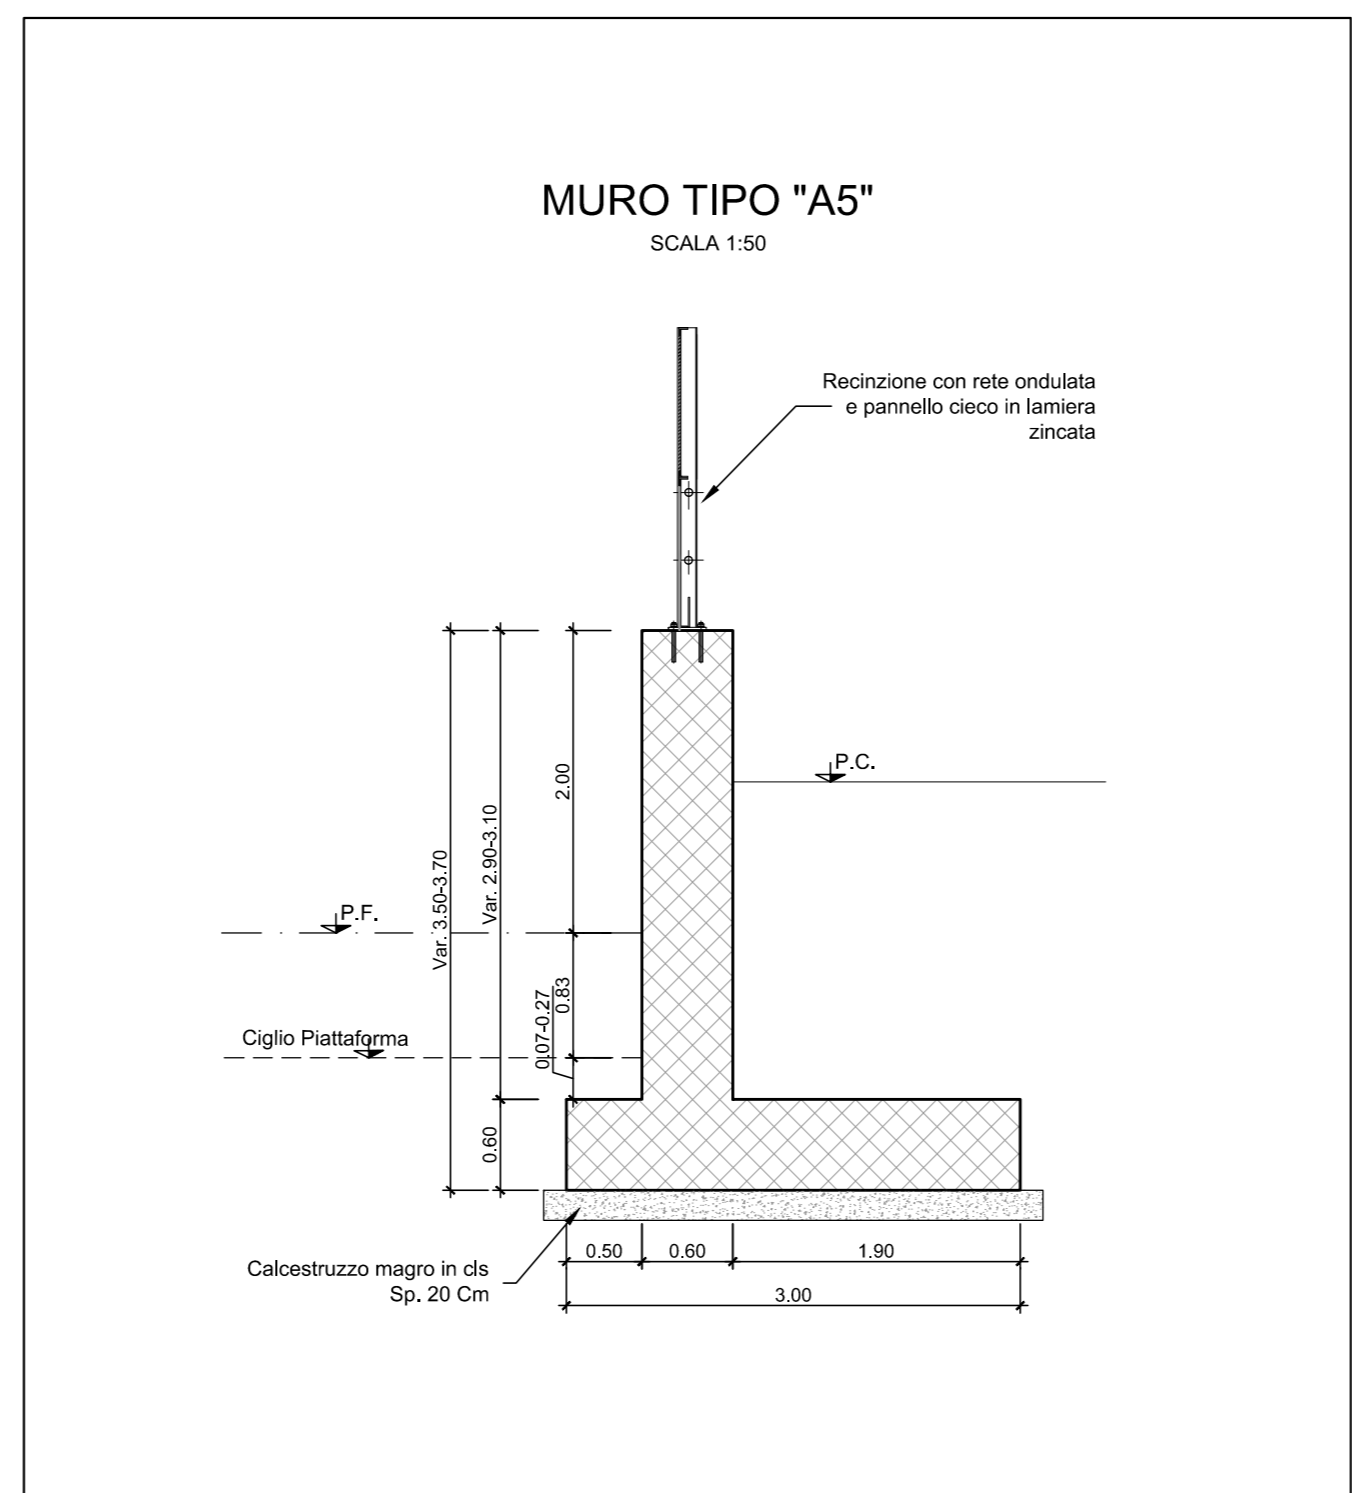 MURO TIPO "A5"
SCALA 1:50
Recinzione con rete ondulata
e pannello cieco in lamiera
zincata
P.C.
2.00
Var. 2.90-3.10
Var. 3.50-3.70
P.F.
0.83
0.07-0.27
Ciglio Piattaforma
0.60
0.50
0.60
1.90
Calcestruzzo magro in cls
Sp. 20 Cm
3.00